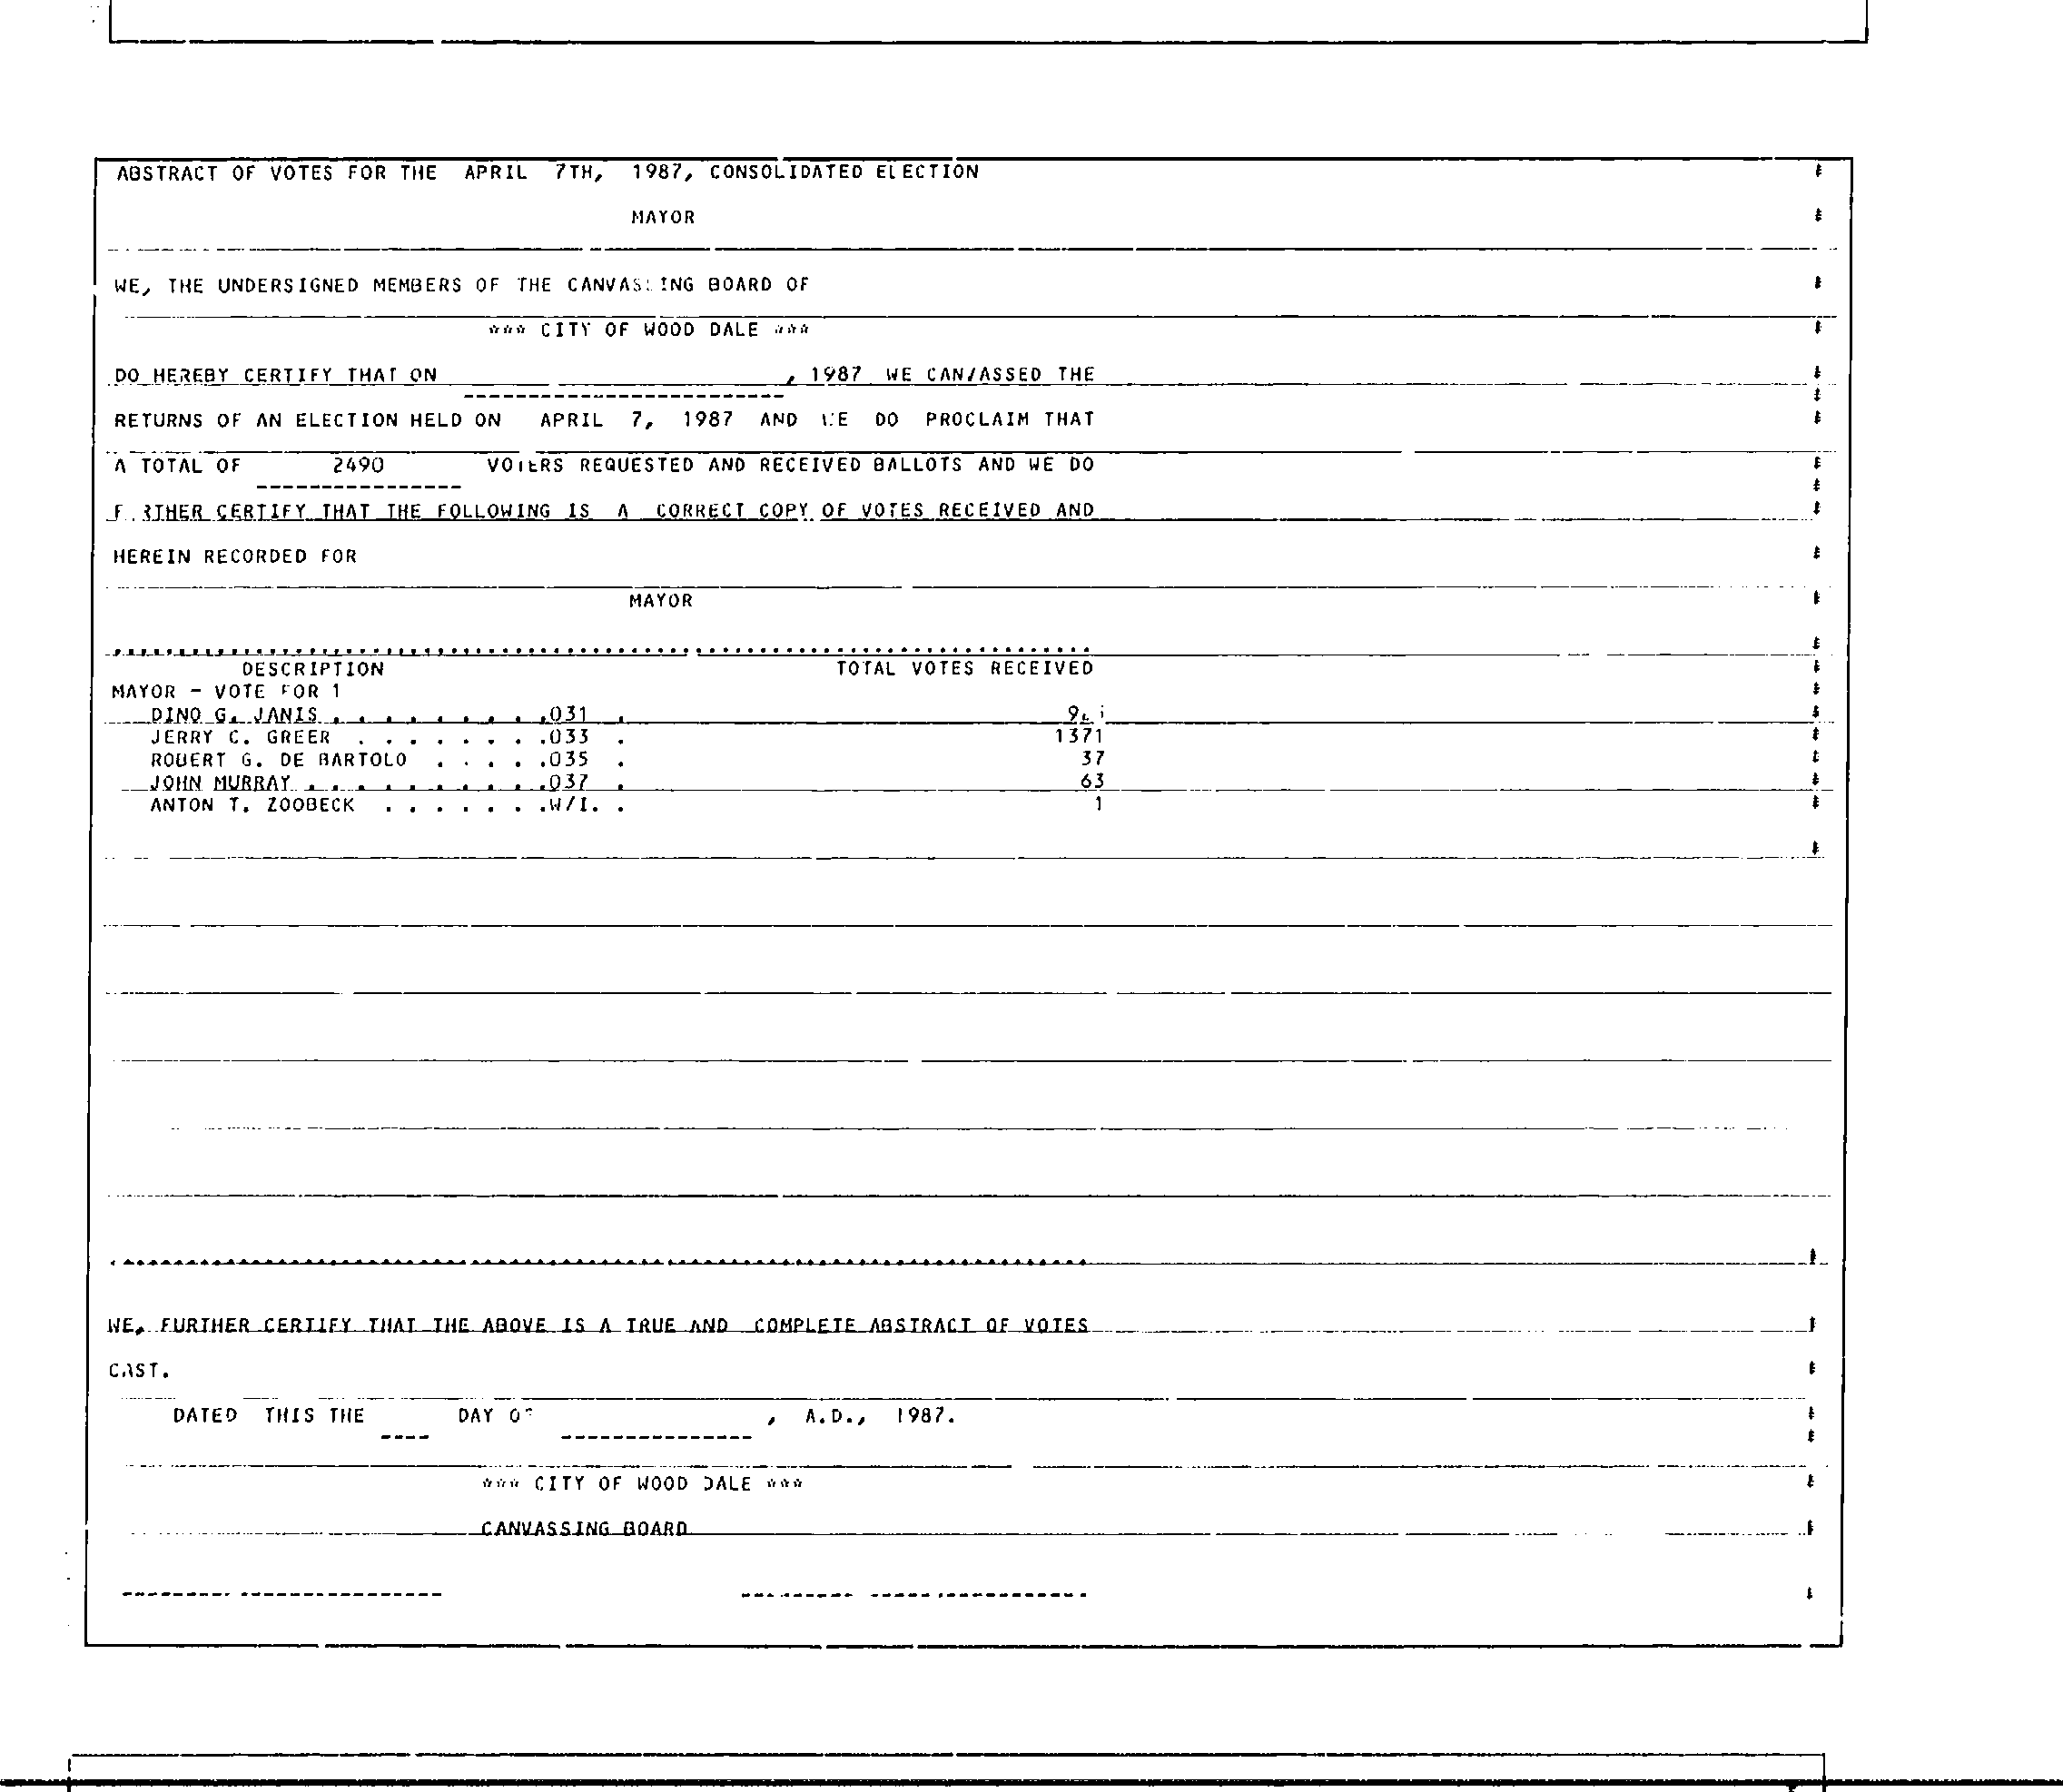 ABSTRACT OF VOTES FOR THE APRIL 7TH, 1987, CONSOLIDATED ELECTION
MAYOR
WE, THE UNDERSIGNED MEMBERS OF THE CANVASSING BOARD OF
*** CITY OF WOOD DALE ***
DO HEREBY CERTIFY THAT ON ________________________, 1987 WE CANVASSED THE
RETURNS OF AN ELECTION HELD ON APRIL 7, 1987 AND WE DO PROCLAIM THAT
A TOTAL OF 2490 VOTERS REQUESTED AND RECEIVED BALLOTS AND WE DO
FURTHER CERTIFY THAT THE FOLLOWING IS A CORRECT COPY OF VOTES RECEIVED AND
HEREIN RECORDED FOR
MAYOR
DESCRIPTION TOTAL VOTES RECEIVED
MAYOR - VOTE FOR 1
DINO G. JANIS . . . . . . . . .031 .
JERRY C. GREER . . . . . . . .033 . 1371
ROBERT G. DE BARTOLO . . . . .035 . 37
JOHN MURRAY . . . . . . . . . .037 . 63
ANTON T. ZOOBECK . . . . . . .W/I. . 1
WE, FURTHER CERTIFY THAT THE ABOVE IS A TRUE AND COMPLETE ABSTRACT OF VOTES
CAST.
DATED THIS THE ____ DAY OF _______________, A.D., 1987.
*** CITY OF WOOD DALE ***
CANVASSING BOARD